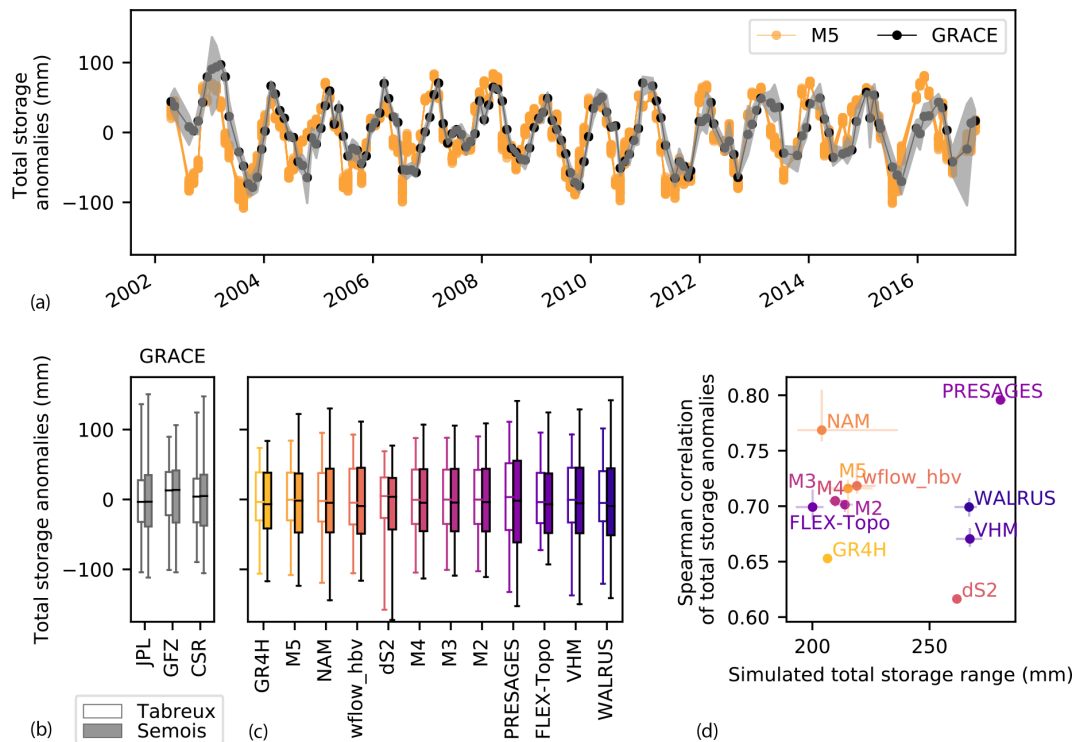 M5
GRACE
Total storage
anomalies (mm)
100
0
−100
2002
2004
2006
2008
2010
2012
2014
2016
(a)
GRACE
Total storage anomalies (mm)
100
0
−100
JPL
GFZ
CSR
GR4H
M5
NAM
wflow_hbv
dS2
M4
M3
M2
PRESAGES
FLEX-Topo
VHM
WALRUS
(b)
Tabreux
Semois
(c)
Spearman correlation
of total storage anomalies
0.80
0.75
0.70
0.65
0.60
PRESAGES
NAM
M5
wflow_hbv
M3
M4
M2
WALRUS
FLEX-Topo
VHM
GR4H
dS2
200
250
Simulated total storage range (mm)
(d)